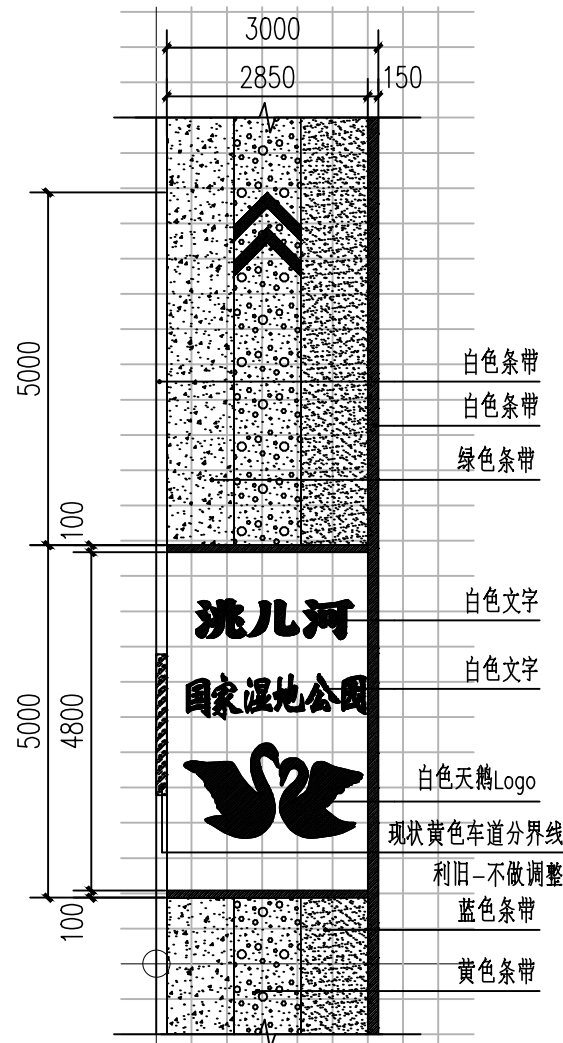 3000
2850
150
5000
白色条带
白色条带
绿色条带
100
洮儿河
白色文字
国家湿地公园
白色文字
5000
4800
白色天鹅Logo
现状黄色车道分界线
利旧-不做调整
100
蓝色条带
黄色条带